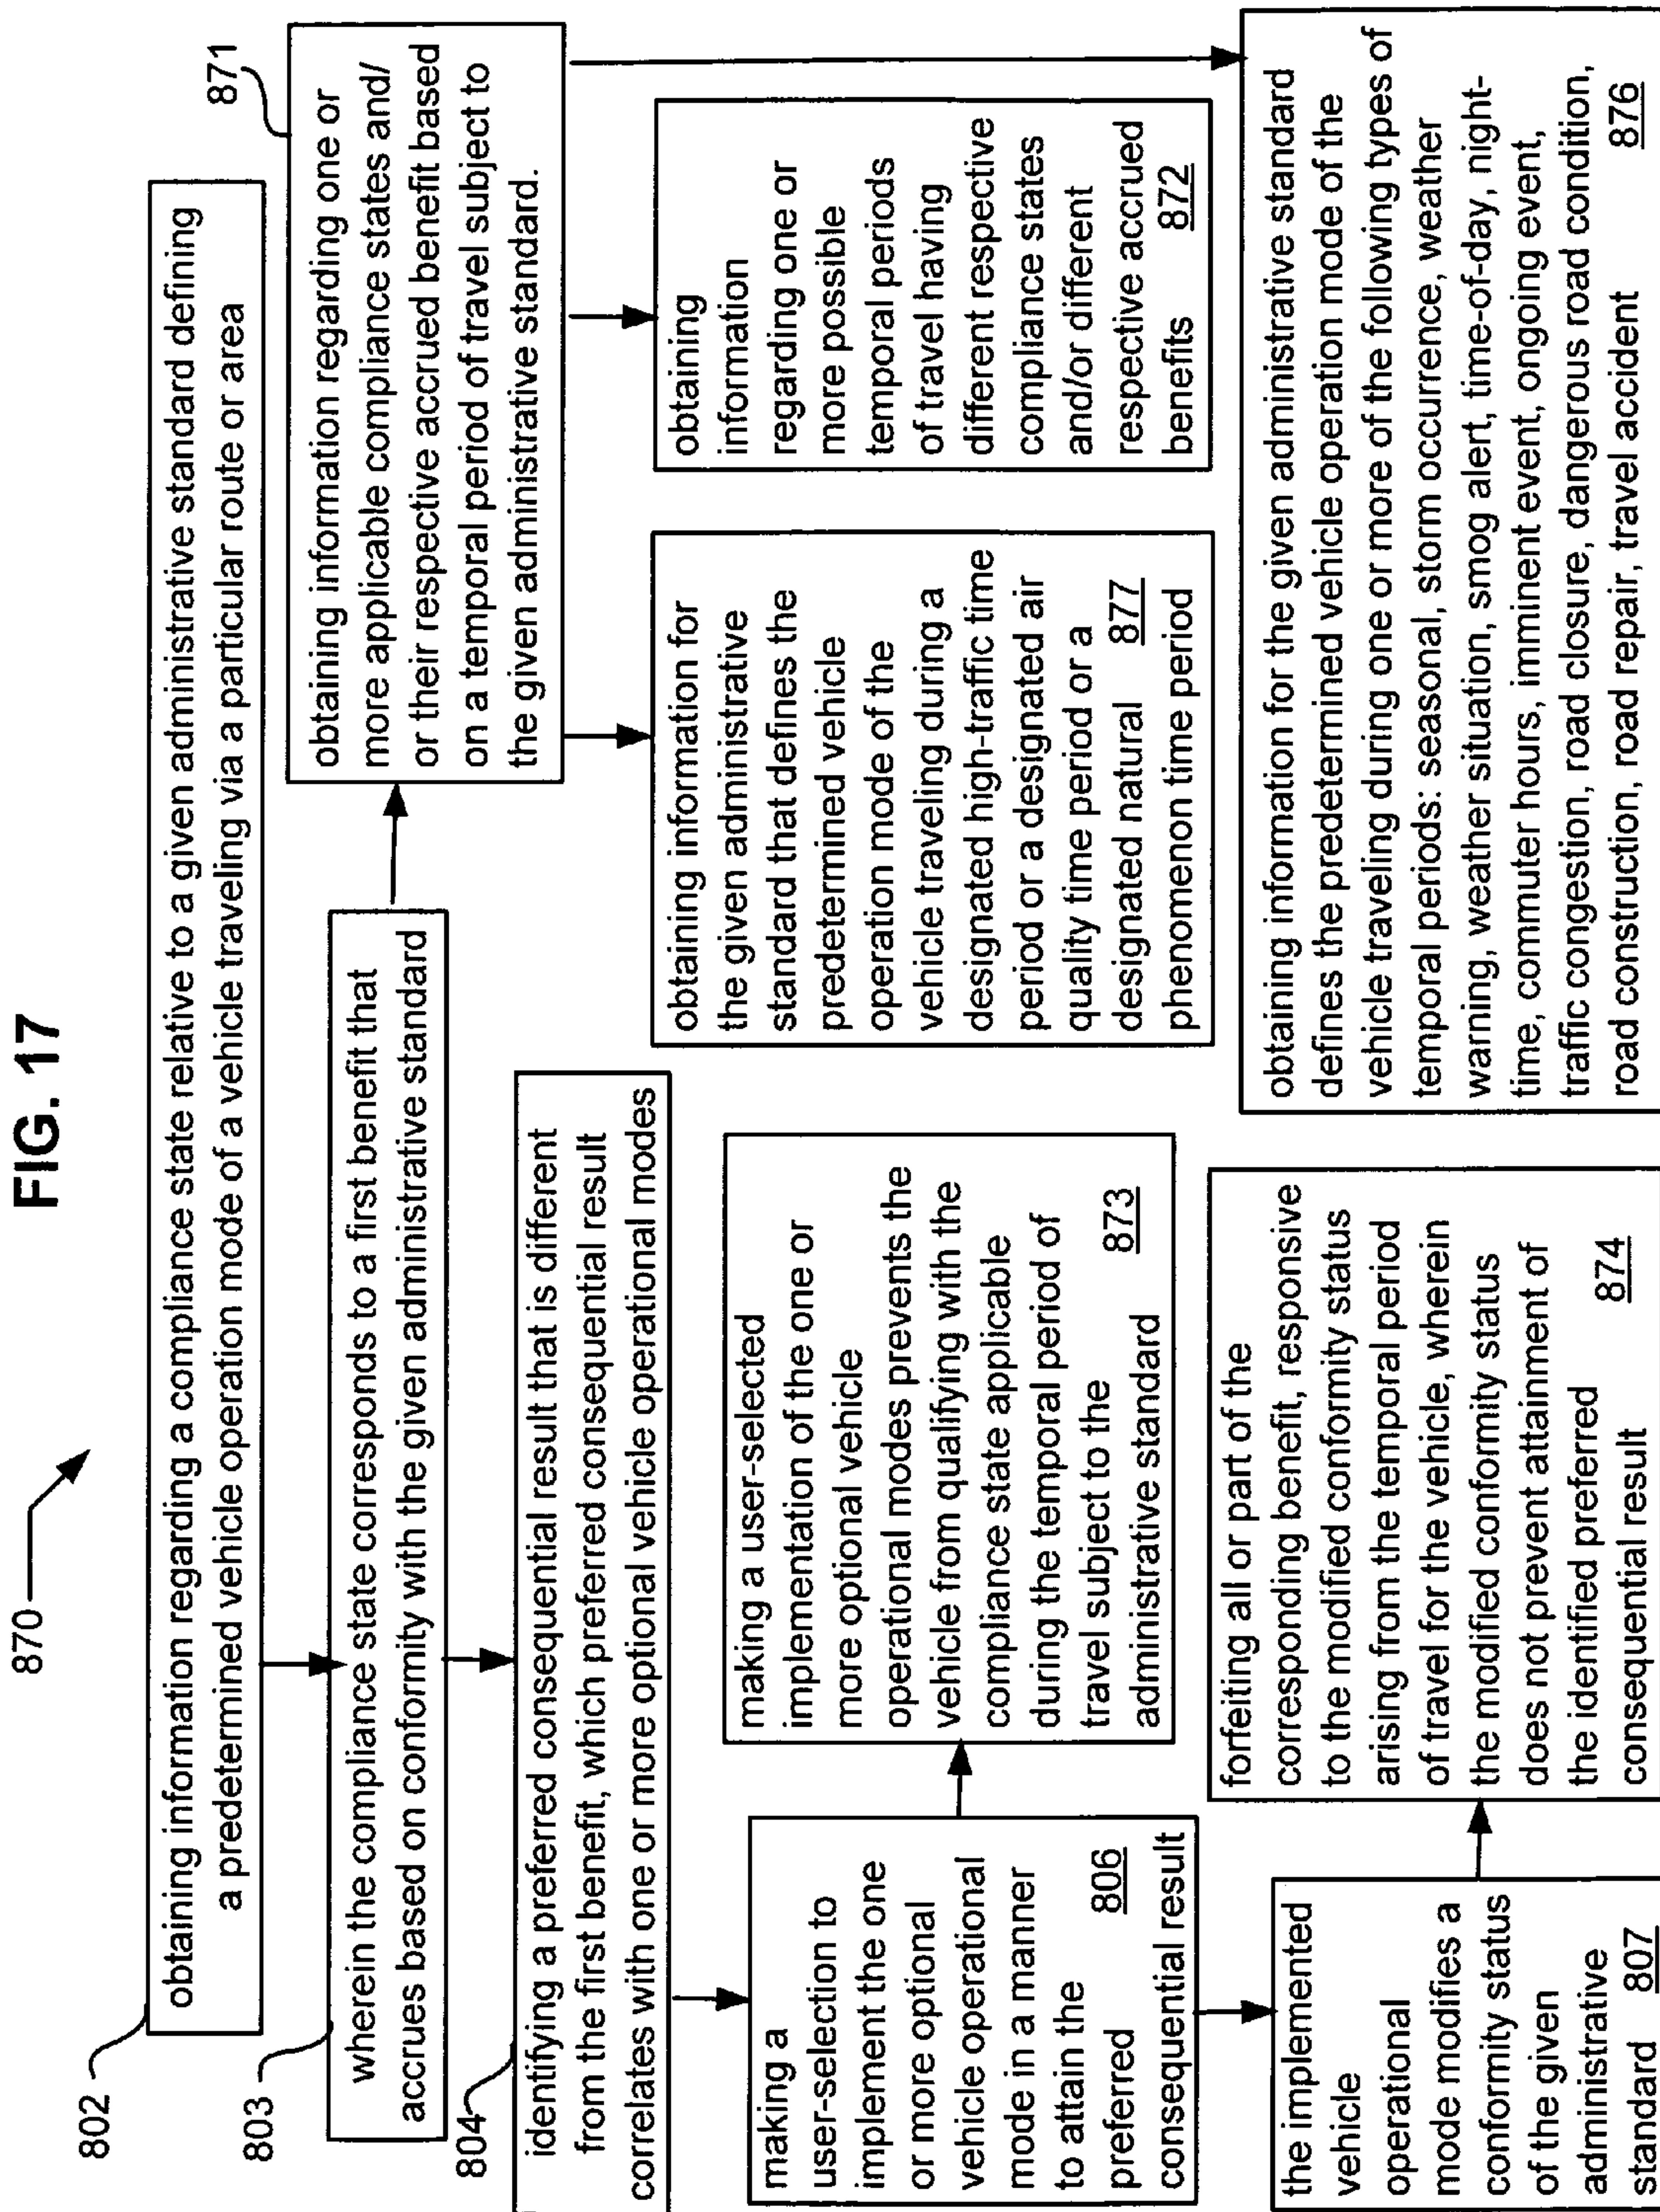 FIG. 17
870
802
obtaining information regarding a compliance state relative to a given administrative standard defining
a predetermined vehicle operation mode of a vehicle traveling via a particular route or area
803
wherein the compliance state corresponds to a first benefit that
accrues based on conformity with the given administrative standard
871
obtaining information regarding one or
more applicable compliance states and/
or their respective accrued benefit based
on a temporal period of travel subject to
the given administrative standard.
804
identifying a preferred consequential result that is different
from the first benefit, which preferred consequential result
correlates with one or more optional vehicle operational modes
obtaining information for
the given administrative
standard that defines the
predetermined vehicle
operation mode of the
vehicle traveling during a
designated high-traffic time
period or a designated air
quality time period or a
designated natural 877
phenomenon time period
obtaining
information
regarding one or
more possible
temporal periods
of travel having
different respective
compliance states
and/or different
respective accrued
benefits 872
making a
user-selection to
implement the one
or more optional
vehicle operational
mode in a manner
to attain the
preferred 806
consequential result
making a user-selected
implementation of the one or
more optional vehicle
operational modes prevents the
vehicle from qualifying with the
compliance state applicable
during the temporal period of
travel subject to the
administrative standard 873
the implemented
vehicle
operational
mode modifies a
conformity status
of the given
administrative
standard 807
forfeiting all or part of the
corresponding benefit, responsive
to the modified conformity status
arising from the temporal period
of travel for the vehicle, wherein
the modified conformity status
does not prevent attainment of
the identified preferred
consequential result 874
obtaining information for the given administrative standard
defines the predetermined vehicle operation mode of the
vehicle traveling during one or more of the following types of
temporal periods: seasonal, storm occurrence, weather
warning, weather situation, smog alert, time-of-day, night-
time, commuter hours, imminent event, ongoing event,
traffic congestion, road closure, dangerous road condition,
road construction, road repair, travel accident 876